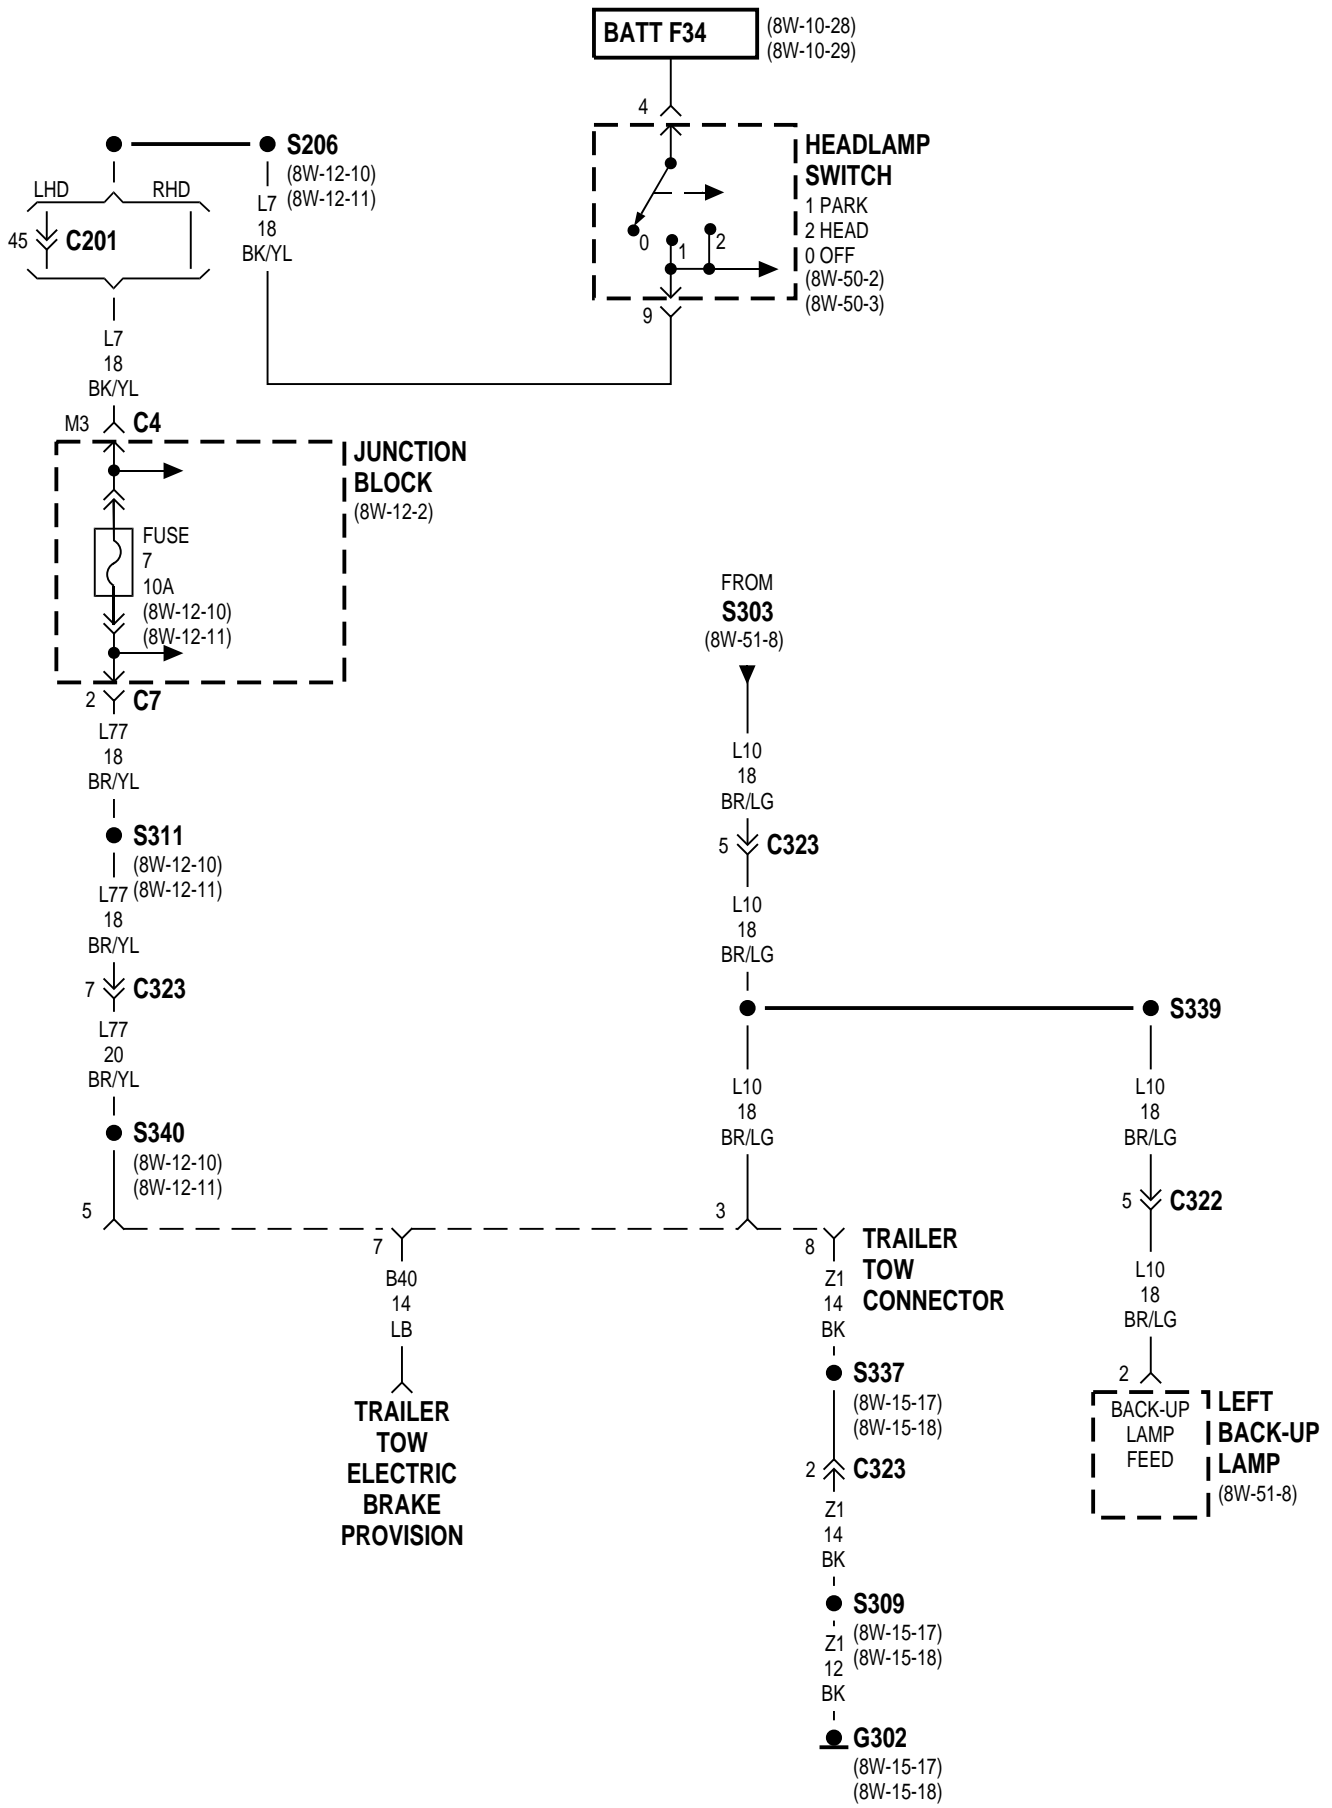 BATT F34
(8W-10-28)
(8W-10-29)
4
HEADLAMP
SWITCH
1 PARK
2 HEAD
0 OFF
(8W-50-2)
(8W-50-3)
0
1
2
9
S206
(8W-12-10)
(8W-12-11)
L7
18
BK/YL
LHD
RHD
45
C201
L7
18
BK/YL
M3
C4
JUNCTION
BLOCK
(8W-12-2)
FUSE
7
10A
(8W-12-10)
(8W-12-11)
2
C7
L77
18
BR/YL
S311
(8W-12-10)
(8W-12-11)
L77
18
BR/YL
7
C323
L77
20
BR/YL
S340
(8W-12-10)
(8W-12-11)
5
FROM
S303
(8W-51-8)
L10
18
BR/LG
5
C323
L10
18
BR/LG
S339
L10
18
BR/LG
3
L10
18
BR/LG
5
C322
L10
18
BR/LG
2
BACK-UP
LAMP
FEED
LEFT
BACK-UP
LAMP
(8W-51-8)
7
B40
14
LB
TRAILER
TOW
ELECTRIC
BRAKE
PROVISION
8
TRAILER
TOW
CONNECTOR
Z1
14
BK
S337
(8W-15-17)
(8W-15-18)
2
C323
Z1
14
BK
S309
(8W-15-17)
(8W-15-18)
Z1
12
BK
G302
(8W-15-17)
(8W-15-18)